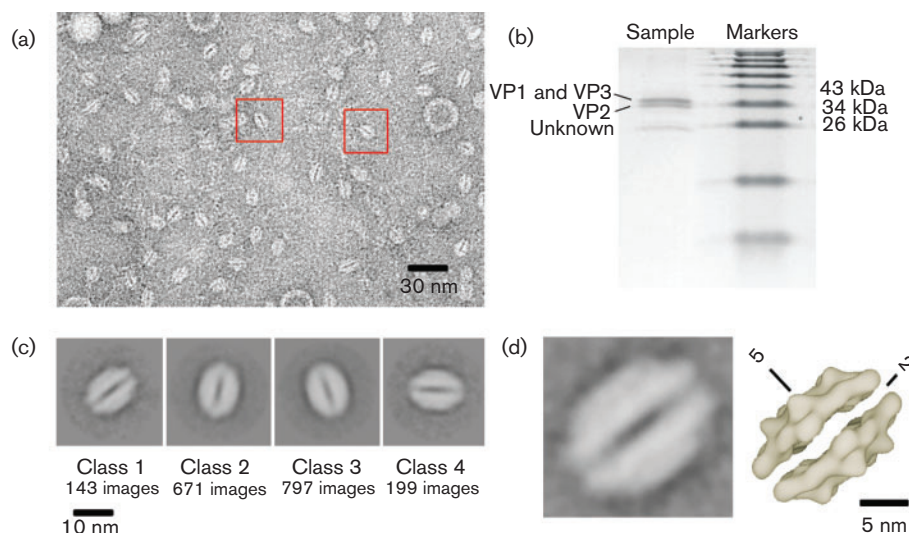 (a)
30 nm
(b)
Sample Markers
VP1 and VP3
VP2
Unknown
43 kDa
34 kDa
26 kDa
(c)
Class 1 Class 2 Class 3 Class 4
143 images 671 images 797 images 199 images
10 nm
(d)
5 2
5 nm